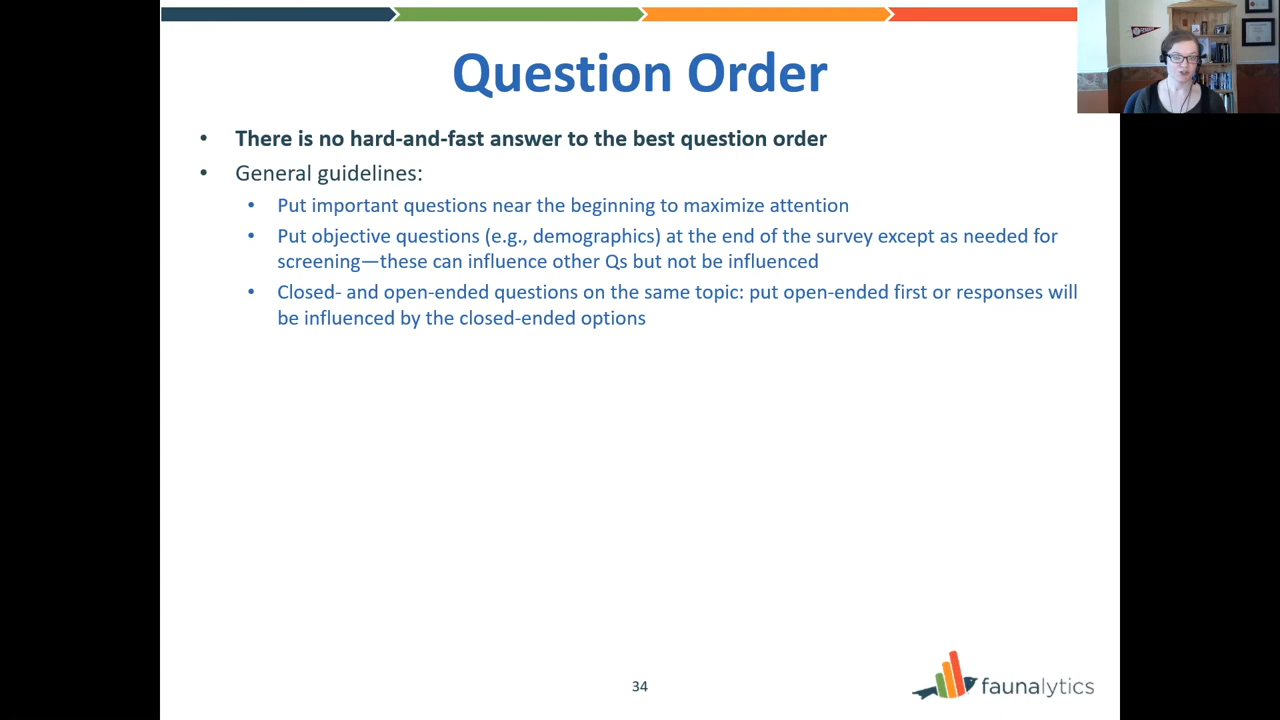 Question Order
• There is no hard-and-fast answer to the best question order
• General guidelines:
• Put important questions near the beginning to maximize attention
• Put objective questions (e.g., demographics) at the end of the survey except as needed for
screening—these can influence other Qs but not be influenced
• Closed- and open-ended questions on the same topic: put open-ended first or responses will
be influenced by the closed-ended options
34
faunalytics